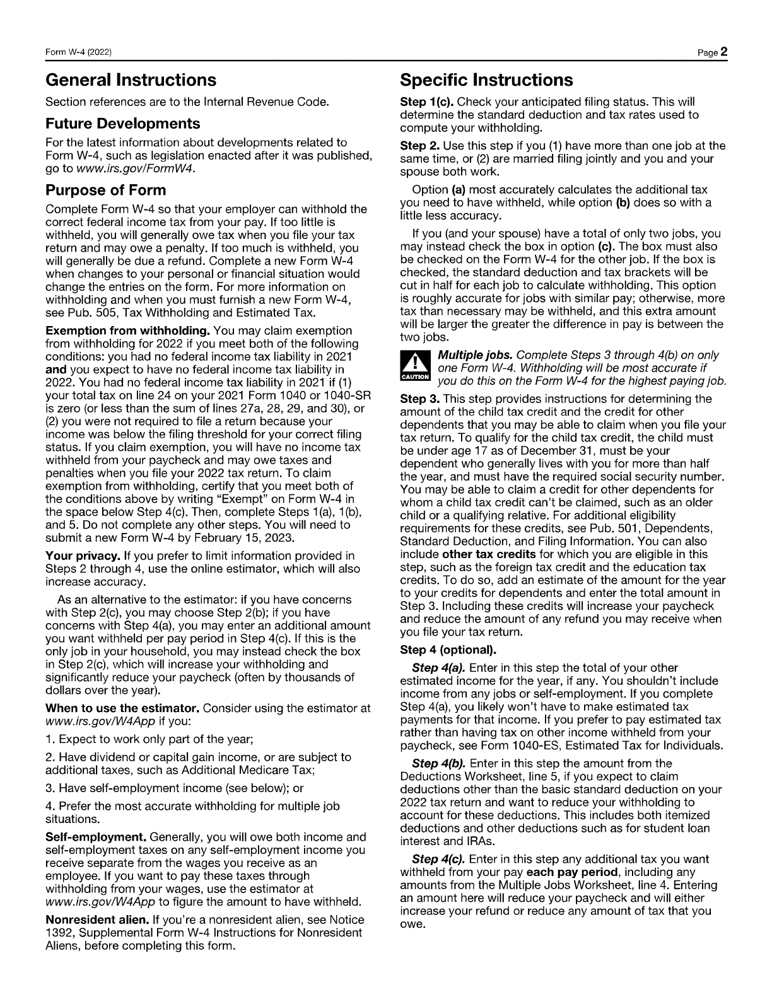 Form W-4 (2022)
Page 2
General Instructions
Section references are to the Internal Revenue Code.
Future Developments
For the latest information about developments related to
Form W-4, such as legislation enacted after it was published,
go to www.irs.gov/FormW4.
Purpose of Form
Complete Form W-4 so that your employer can withhold the
correct federal income tax from your pay. If too little is
withheld, you will generally owe tax when you file your tax
return and may owe a penalty. If too much is withheld, you
will generally be due a refund. Complete a new Form W-4
when changes to your personal or financial situation would
change the entries on the form. For more information on
withholding and when you must furnish a new Form W-4,
see Pub. 505, Tax Withholding and Estimated Tax.
Exemption from withholding. You may claim exemption
from withholding for 2022 if you meet both of the following
conditions: you had no federal income tax liability in 2021
and you expect to have no federal income tax liability in
2022. You had no federal income tax liability in 2021 if (1)
your total tax on line 24 on your 2021 Form 1040 or 1040-SR
is zero (or less than the sum of lines 27a, 28, 29, and 30), or
(2) you were not required to file a return because your
income was below the filing threshold for your correct filing
status. If you claim exemption, you will have no income tax
withheld from your paycheck and may owe taxes and
penalties when you file your 2022 tax return. To claim
exemption from withholding, certify that you meet both of
the conditions above by writing “Exempt” on Form W-4 in
the space below Step 4(c). Then, complete Steps 1(a), 1(b),
and 5. Do not complete any other steps. You will need to
submit a new Form W-4 by February 15, 2023.
Your privacy. If you prefer to limit information provided in
Steps 2 through 4, use the online estimator, which will also
increase accuracy.
As an alternative to the estimator: if you have concerns
with Step 2(c), you may choose Step 2(b); if you have
concerns with Step 4(a), you may enter an additional amount
you want withheld per pay period in Step 4(c). If this is the
only job in your household, you may instead check the box
in Step 2(c), which will increase your withholding and
significantly reduce your paycheck (often by thousands of
dollars over the year).
When to use the estimator. Consider using the estimator at
www.irs.gov/W4App if you:
1. Expect to work only part of the year;
2. Have dividend or capital gain income, or are subject to
additional taxes, such as Additional Medicare Tax;
3. Have self-employment income (see below); or
4. Prefer the most accurate withholding for multiple job
situations.
Self-employment. Generally, you will owe both income and
self-employment taxes on any self-employment income you
receive separate from the wages you receive as an
employee. If you want to pay these taxes through
withholding from your wages, use the estimator at
www.irs.gov/W4App to figure the amount to have withheld.
Nonresident alien. If you’re a nonresident alien, see Notice
1392, Supplemental Form W-4 Instructions for Nonresident
Aliens, before completing this form.
Specific Instructions
Step 1(c). Check your anticipated filing status. This will
determine the standard deduction and tax rates used to
compute your withholding.
Step 2. Use this step if you (1) have more than one job at the
same time, or (2) are married filing jointly and you and your
spouse both work.
Option (a) most accurately calculates the additional tax
you need to have withheld, while option (b) does so with a
little less accuracy.
If you (and your spouse) have a total of only two jobs, you
may instead check the box in option (c). The box must also
be checked on the Form W-4 for the other job. If the box is
checked, the standard deduction and tax brackets will be
cut in half for each job to calculate withholding. This option
is roughly accurate for jobs with similar pay; otherwise, more
tax than necessary may be withheld, and this extra amount
will be larger the greater the difference in pay is between the
two jobs.
CAUTION
Multiple jobs. Complete Steps 3 through 4(b) on only
one Form W-4. Withholding will be most accurate if
you do this on the Form W-4 for the highest paying job.
Step 3. This step provides instructions for determining the
amount of the child tax credit and the credit for other
dependents that you may be able to claim when you file your
tax return. To qualify for the child tax credit, the child must
be under age 17 as of December 31, must be your
dependent who generally lives with you for more than half
the year, and must have the required social security number.
You may be able to claim a credit for other dependents for
whom a child tax credit can’t be claimed, such as an older
child or a qualifying relative. For additional eligibility
requirements for these credits, see Pub. 501, Dependents,
Standard Deduction, and Filing Information. You can also
include other tax credits for which you are eligible in this
step, such as the foreign tax credit and the education tax
credits. To do so, add an estimate of the amount for the year
to your credits for dependents and enter the total amount in
Step 3. Including these credits will increase your paycheck
and reduce the amount of any refund you may receive when
you file your tax return.
Step 4 (optional).
Step 4(a). Enter in this step the total of your other
estimated income for the year, if any. You shouldn’t include
income from any jobs or self-employment. If you complete
Step 4(a), you likely won’t have to make estimated tax
payments for that income. If you prefer to pay estimated tax
rather than having tax on other income withheld from your
paycheck, see Form 1040-ES, Estimated Tax for Individuals.
Step 4(b). Enter in this step the amount from the
Deductions Worksheet, line 5, if you expect to claim
deductions other than the basic standard deduction on your
2022 tax return and want to reduce your withholding to
account for these deductions. This includes both itemized
deductions and other deductions such as for student loan
interest and IRAs.
Step 4(c). Enter in this step any additional tax you want
withheld from your pay each pay period, including any
amounts from the Multiple Jobs Worksheet, line 4. Entering
an amount here will reduce your paycheck and will either
increase your refund or reduce any amount of tax that you
owe.